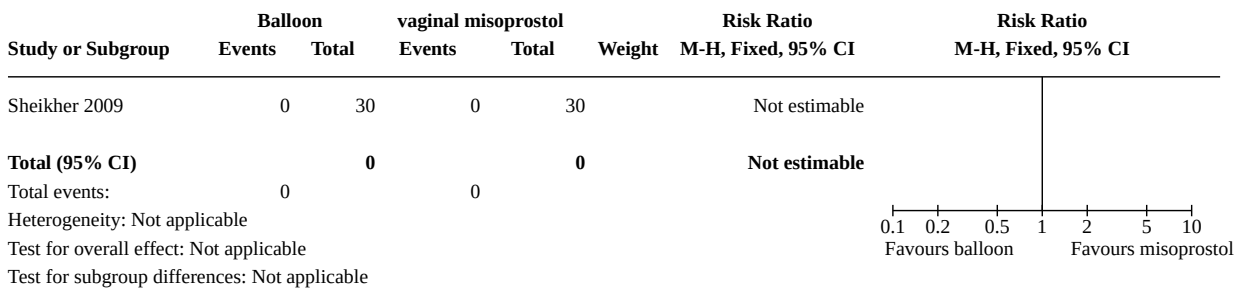 Balloon vaginal misoprostol Risk Ratio Risk Ratio
Study or Subgroup Events Total Events Total Weight M-H, Fixed, 95% CI M-H, Fixed, 95% CI
Sheikher 2009 0 30 0 30 Not estimable
Total (95% CI) 0 0 Not estimable
Total events: 0 0
Heterogeneity: Not applicable
0.1 0.2 0.5 1 2 5 10
Test for overall effect: Not applicable Favours balloon Favours misoprostol
Test for subgroup differences: Not applicable